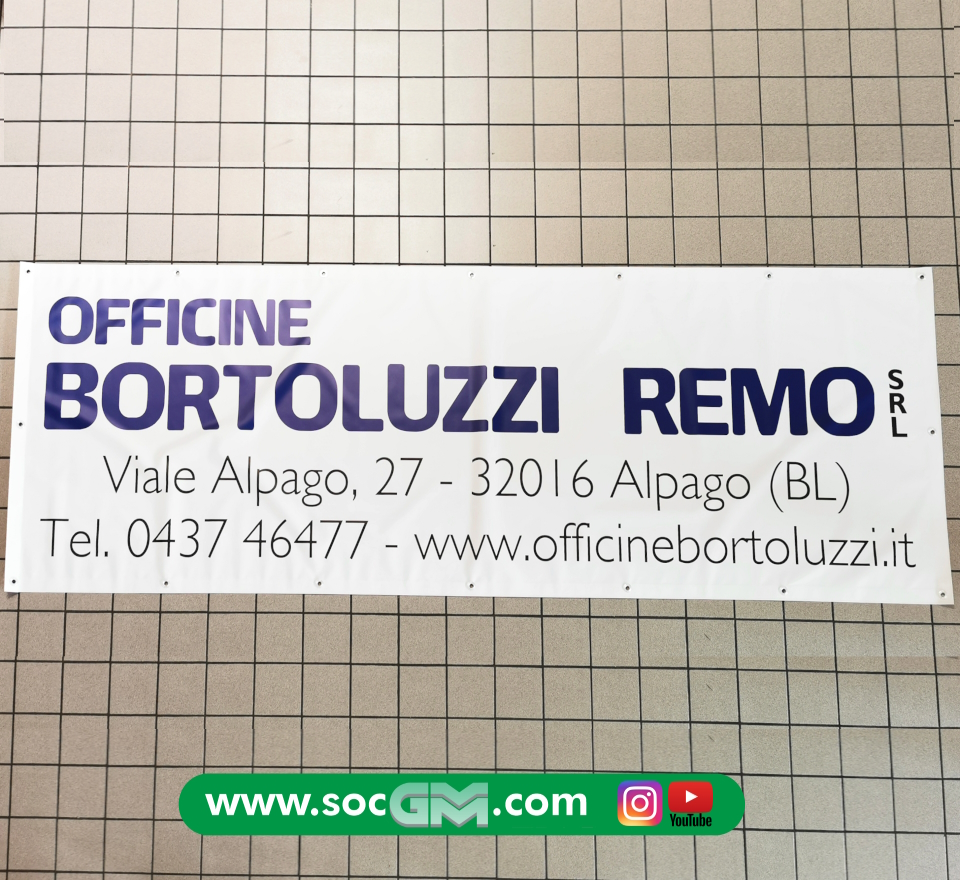 OFFICINE
BORTOLUZZI REMO SRL
Viale Alpago, 27 - 32016 Alpago (BL)
Tel. 0437 46477 - www.officinebortoluzzi.it
www.socGM.com
YouTube